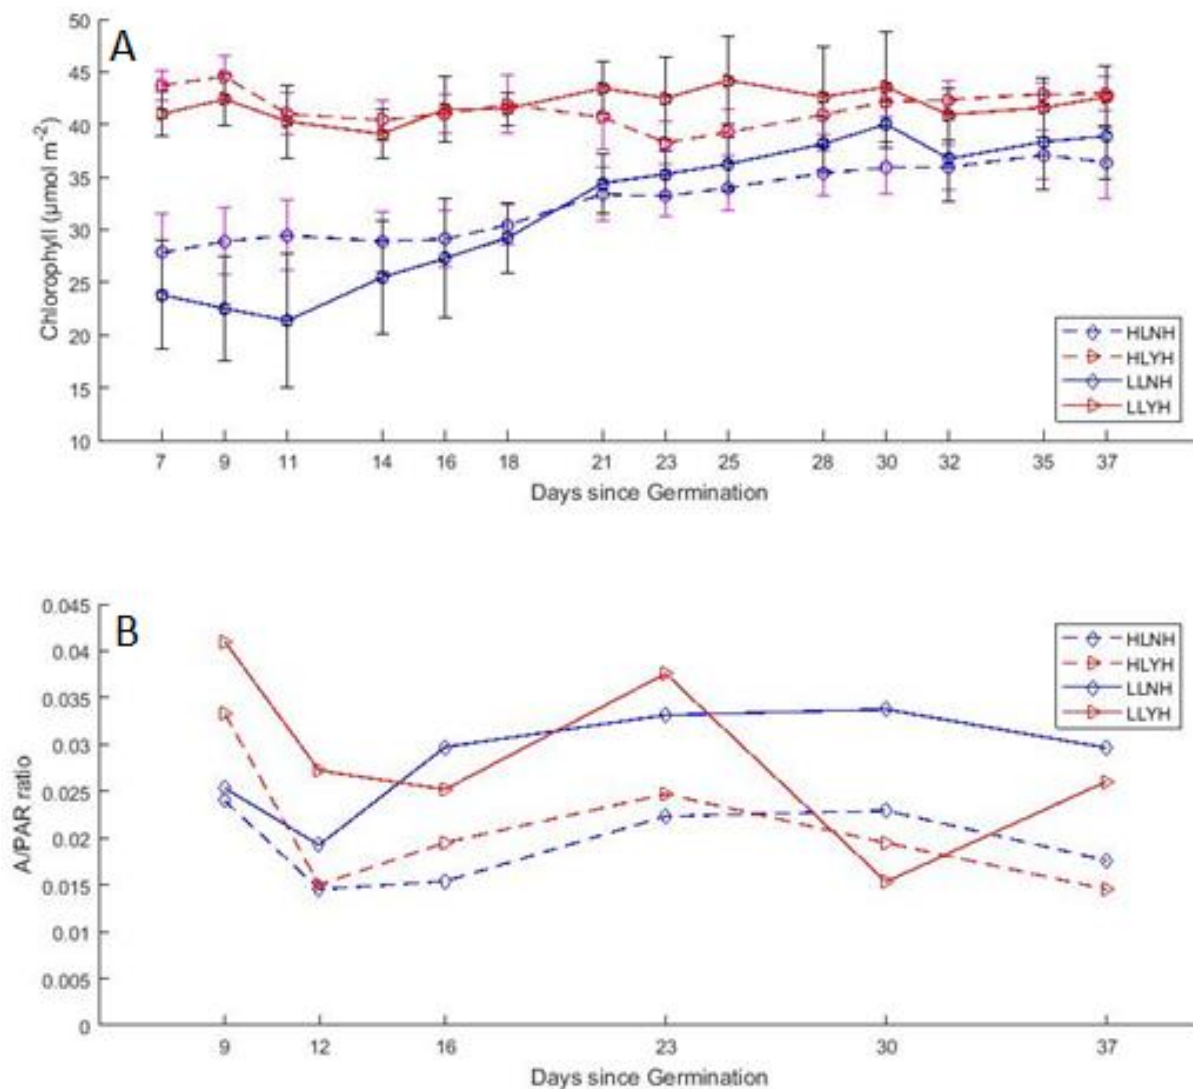 A
50
45
40
35
30
25
20
15
10
Chlorophyll (µmol m⁻²)
HLNH
HLYH
LLNH
LLYH
7 9 11 14 16 18 21 23 25 28 30 32 35 37
Days since Germination
B
0.045
0.04
0.035
0.03
0.025
0.02
0.015
0.01
0.005
0
A/PAR ratio
HLNH
HLYH
LLNH
LLYH
9 12 16 23 30 37
Days since Germination